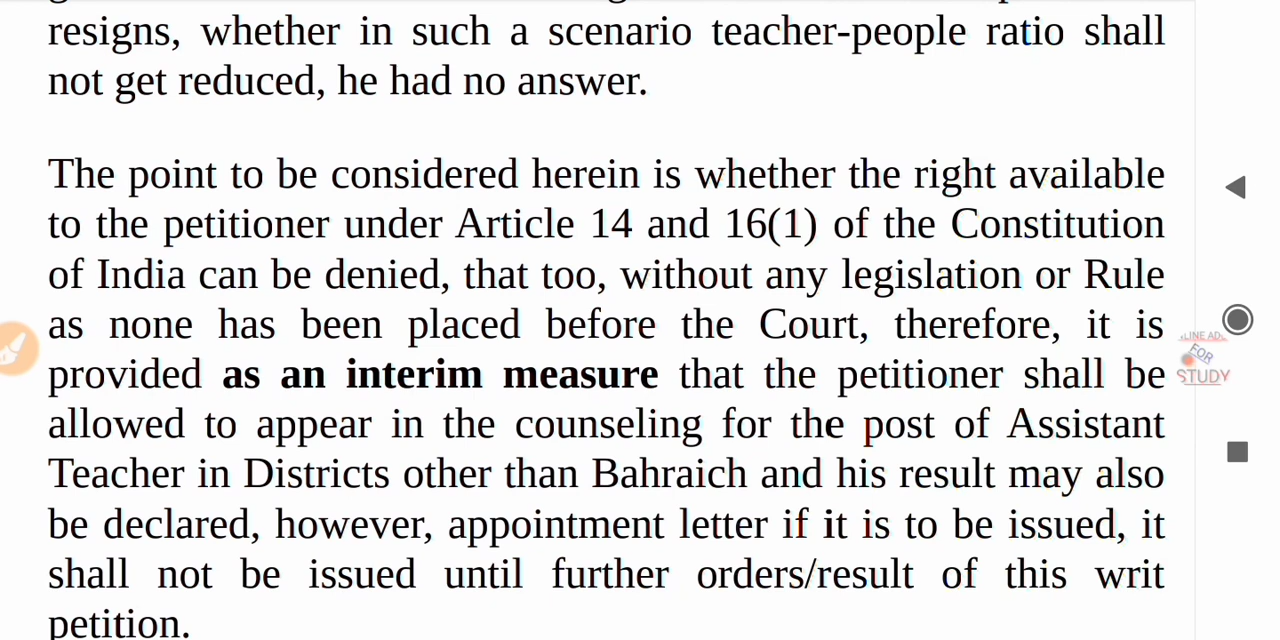 resigns, whether in such a scenario teacher-people ratio shall
not get reduced, he had no answer.
The point to be considered herein is whether the right available
to the petitioner under Article 14 and 16(1) of the Constitution
of India can be denied, that too, without any legislation or Rule
as none has been placed before the Court, therefore, it is
provided as an interim measure that the petitioner shall be
allowed to appear in the counseling for the post of Assistant
Teacher in Districts other than Bahraich and his result may also
be declared, however, appointment letter if it is to be issued, it
shall not be issued until further orders/result of this writ
petition.
FOR
STUDY